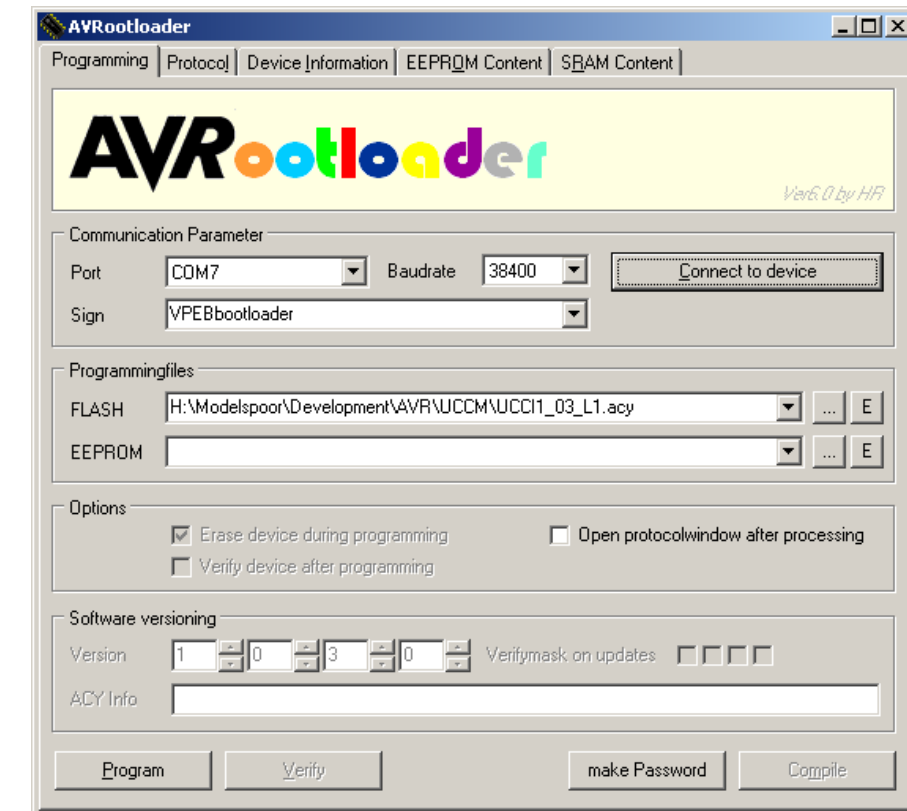 AVRootloader
Programming Protocol Device Information EEPROM Content SRAM Content
AVRootloader
Ver6.0 by HR
Communication Parameter
Port COM7 Baudrate 38400 Connect to device
Sign VPEBbootloader
Programmingfiles
FLASH H:\Modelspoor\Development\AVR\UCCM\UCCI1_03_L1.acy ... E
EEPROM ... E
Options
Erase device during programming Open protocolwindow after processing
Verify device after programming
Software versioning
Version 1 0 3 0 Verifymask on updates
ACY Info
Program Verify make Password Compile